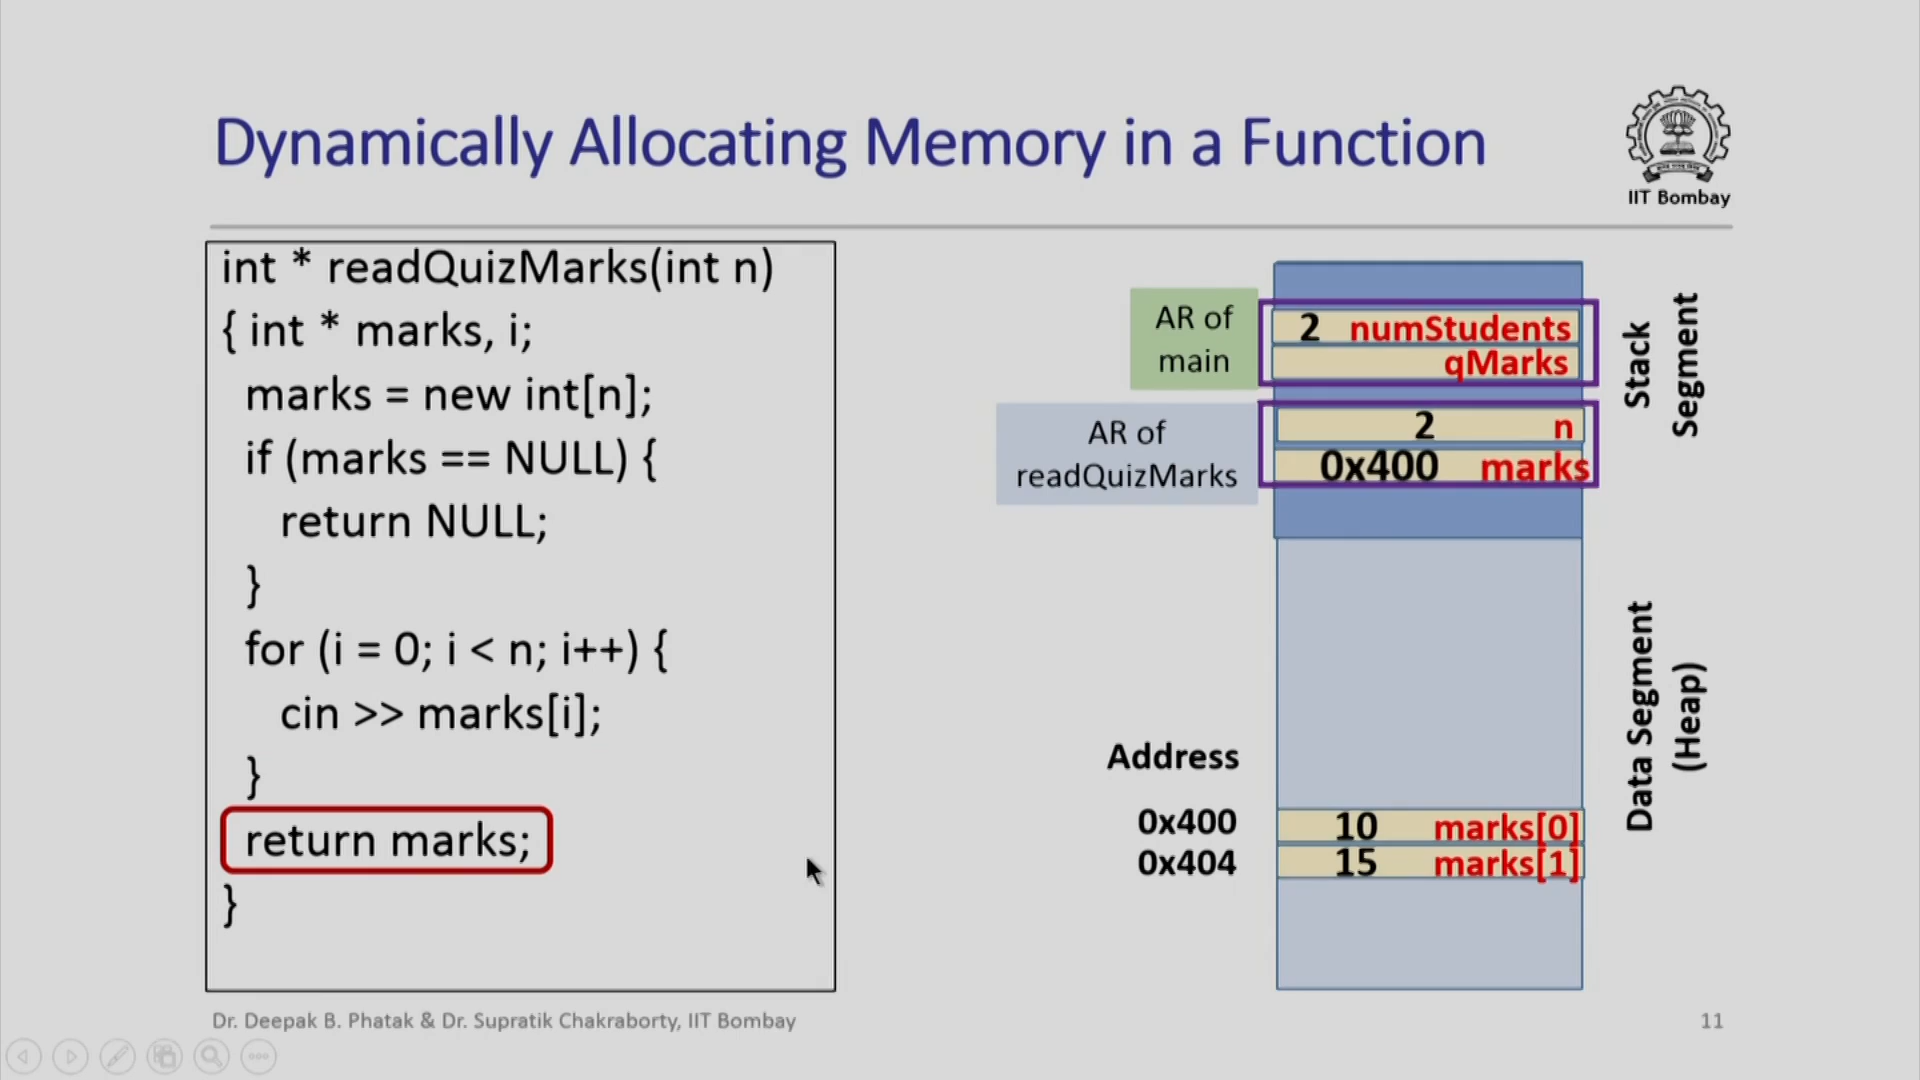 Dynamically Allocating Memory in a Function
IIT Bombay
int * readQuizMarks(int n)
{ int * marks, i;
marks = new int[n];
if (marks == NULL) {
return NULL;
}
for (i = 0; i < n; i++) {
cin >> marks[i];
}
return marks;
}
AR of
main
2 numStudents
qMarks
AR of
readQuizMarks
2 n
0x400 marks
Stack
Segment
Data Segment
(Heap)
Address
0x400 10 marks[0]
0x404 15 marks[1]
Dr. Deepak B. Phatak & Dr. Supratik Chakraborty, IIT Bombay
11